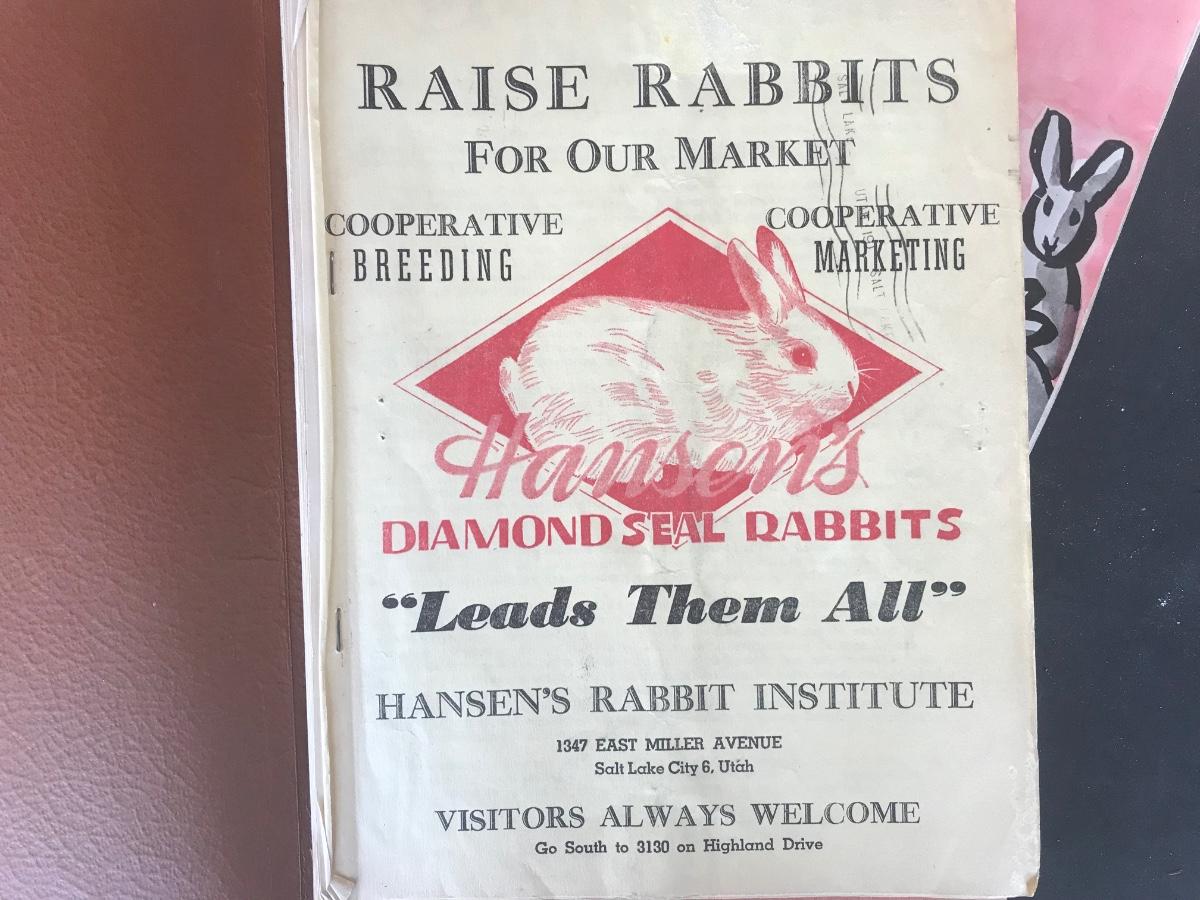 RAISE RABBITS
FOR OUR MARKET
COOPERATIVE
BREEDING
COOPERATIVE
MARKETING
Hansen's
DIAMOND SEAL RABBITS
“Leads Them All”
HANSEN'S RABBIT INSTITUTE
1347 EAST MILLER AVENUE
Salt Lake City 6, Utah
VISITORS ALWAYS WELCOME
Go South to 3130 on Highland Drive
SALT LAKE